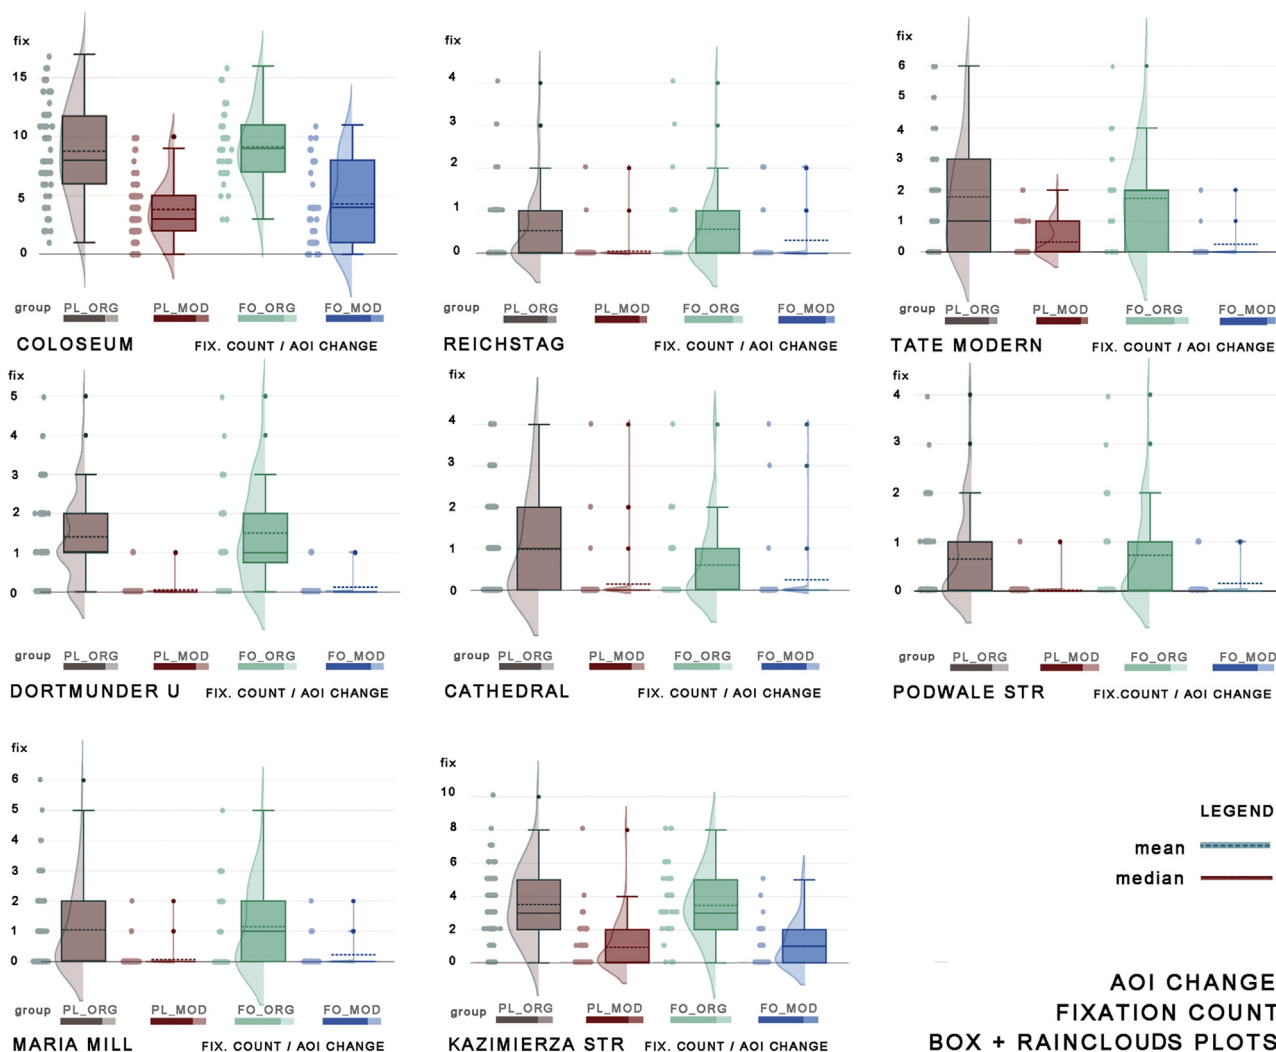 fix
15
10
5
0
group PL_ORG PL_MOD FO_ORG FO_MOD
COLOSEUM FIX. COUNT / AOI CHANGE
fix
4
3
2
1
0
group PL_ORG PL_MOD FO_ORG FO_MOD
REICHSTAG FIX. COUNT / AOI CHANGE
fix
6
5
4
3
2
1
0
group PL_ORG PL_MOD FO_ORG FO_MOD
TATE MODERN FIX. COUNT / AOI CHANGE
fix
5
4
3
2
1
0
group PL_ORG PL_MOD FO_ORG FO_MOD
DORTMUNDER U FIX. COUNT / AOI CHANGE
fix
4
3
2
1
0
group PL_ORG PL_MOD FO_ORG FO_MOD
CATHEDRAL FIX. COUNT / AOI CHANGE
fix
4
3
2
1
0
group PL_ORG PL_MOD FO_ORG FO_MOD
PODWALE STR FIX.COUNT / AOI CHANGE
fix
6
5
4
3
2
1
0
group PL_ORG PL_MOD FO_ORG FO_MOD
MARIA MILL FIX. COUNT / AOI CHANGE
fix
10
8
6
4
2
0
group PL_ORG PL_MOD FO_ORG FO_MOD
KAZIMIERZA STR FIX. COUNT / AOI CHANGE
LEGEND
mean
median
AOI CHANGE
FIXATION COUNT
BOX + RAINCLOUDS PLOTS